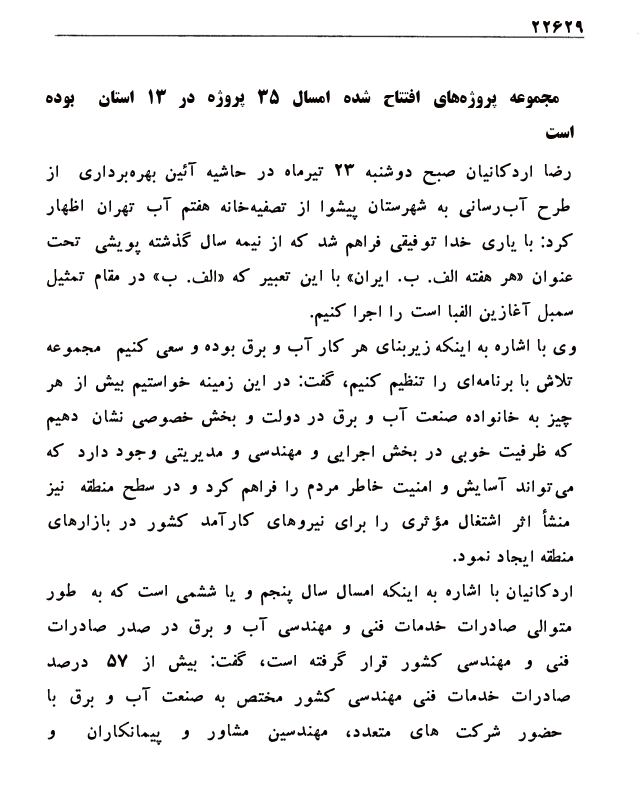 ۲۲۶۲۹
مجموعه پروژه‌های افتتاح شده امسال ۳۵ پروژه در ۱۳ استان بوده
است
رضا اردکانیان صبح دوشنبه ۲۳ تیرماه در حاشیه آئین بهره‌برداری از
طرح آب‌رسانی به شهرستان پیشوا از تصفیه‌خانه هفتم آب تهران اظهار
کرد: با یاری خدا توفیقی فراهم شد که از نیمه سال گذشته پویشی تحت
عنوان «هر هفته الف. ب. ایران» با این تعبیر که «الف. ب» در مقام تمثیل
سمبل آغازین الفبا است را اجرا کنیم.
وی با اشاره به اینکه زیربنای هر کار آب و برق بوده و سعی کنیم مجموعه
تلاش با برنامه‌ای را تنظیم کنیم، گفت: در این زمینه خواستیم بیش از هر
چیز به خانواده صنعت آب و برق در دولت و بخش خصوصی نشان دهیم
که ظرفیت خوبی در بخش اجرایی و مهندسی و مدیریتی وجود دارد که
می‌تواند آسایش و امنیت خاطر مردم را فراهم کرد و در سطح منطقه نیز
منشأ اثر اشتغال مؤثری را برای نیروهای کارآمد کشور در بازارهای
منطقه ایجاد نمود.
اردکانیان با اشاره به اینکه امسال سال پنجم و یا ششمی است که به طور
متوالی صادرات خدمات فنی و مهندسی آب و برق در صدر صادرات
فنی و مهندسی کشور قرار گرفته است، گفت: بیش از ۵۷ درصد
صادرات خدمات فنی مهندسی کشور مختص به صنعت آب و برق با
حضور شرکت های متعدد، مهندسین مشاور و پیمانکاران و